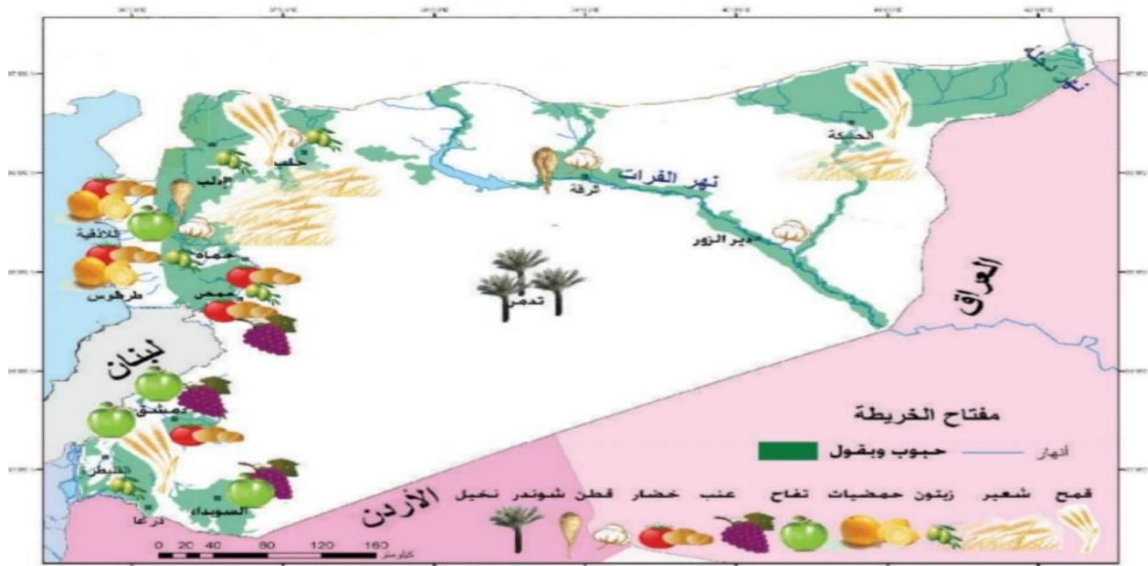 نهر دجلة
الحسكة
حلب
إدلب
نهر الفرات
الرقة
اللاذقية
دير الزور
حماه
العراق
تدمر
حمص
طرطوس
لبنان
دمشق
القنيطرة
السويداء
درعا
الأردن
مفتاح الخريطة
حبوب وبقول
أنهار
قمح شعير زيتون حمضيات تفاح عنب خضار قطن شوندر نخيل
0 20 40 80 120 160 كيلومتر